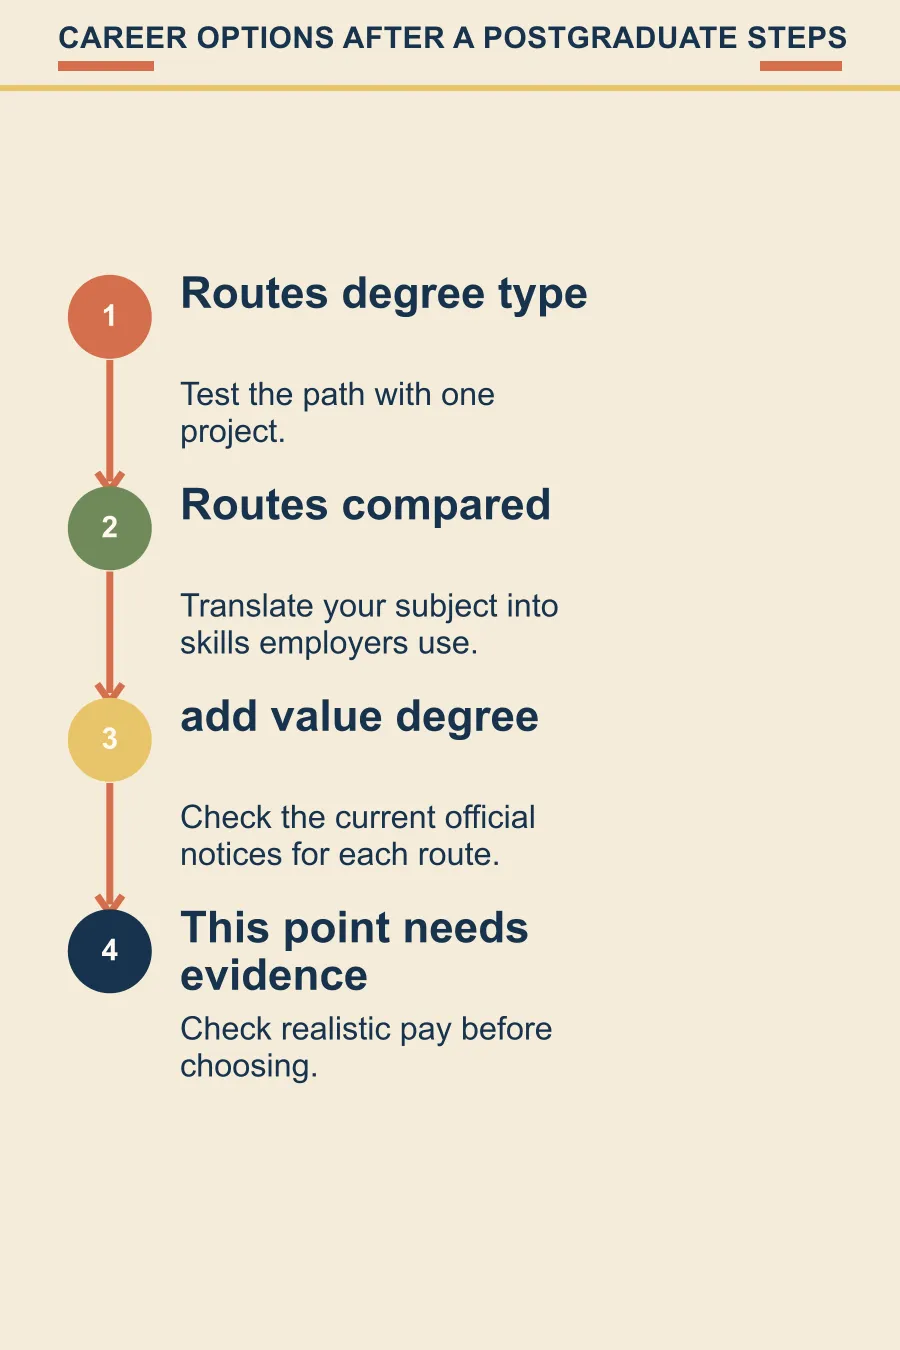 CAREER OPTIONS AFTER A POSTGRADUATE STEPS
1
Routes degree type
Test the path with one
project.
2
Routes compared
Translate your subject into
skills employers use.
3
add value degree
Check the current official
notices for each route.
4
This point needs
evidence
Check realistic pay before
choosing.